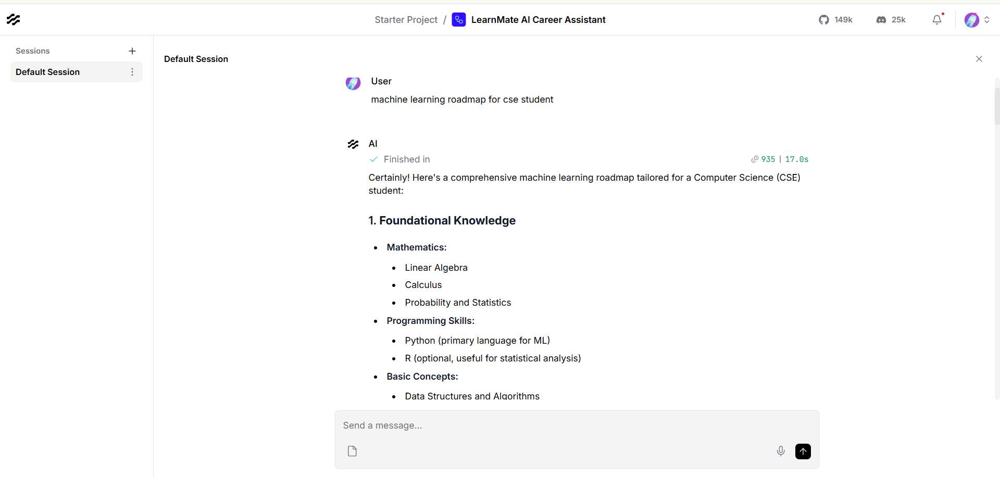 Starter Project / LearnMate AI Career Assistant
149k
25k
Sessions
Default Session
Default Session
User
machine learning roadmap for cse student
AI
Finished in
935 | 17.0s
Certainly! Here's a comprehensive machine learning roadmap tailored for a Computer Science (CSE)
student:
1. Foundational Knowledge
• Mathematics:
• Linear Algebra
• Calculus
• Probability and Statistics
• Programming Skills:
• Python (primary language for ML)
• R (optional, useful for statistical analysis)
• Basic Concepts:
• Data Structures and Algorithms
Send a message...